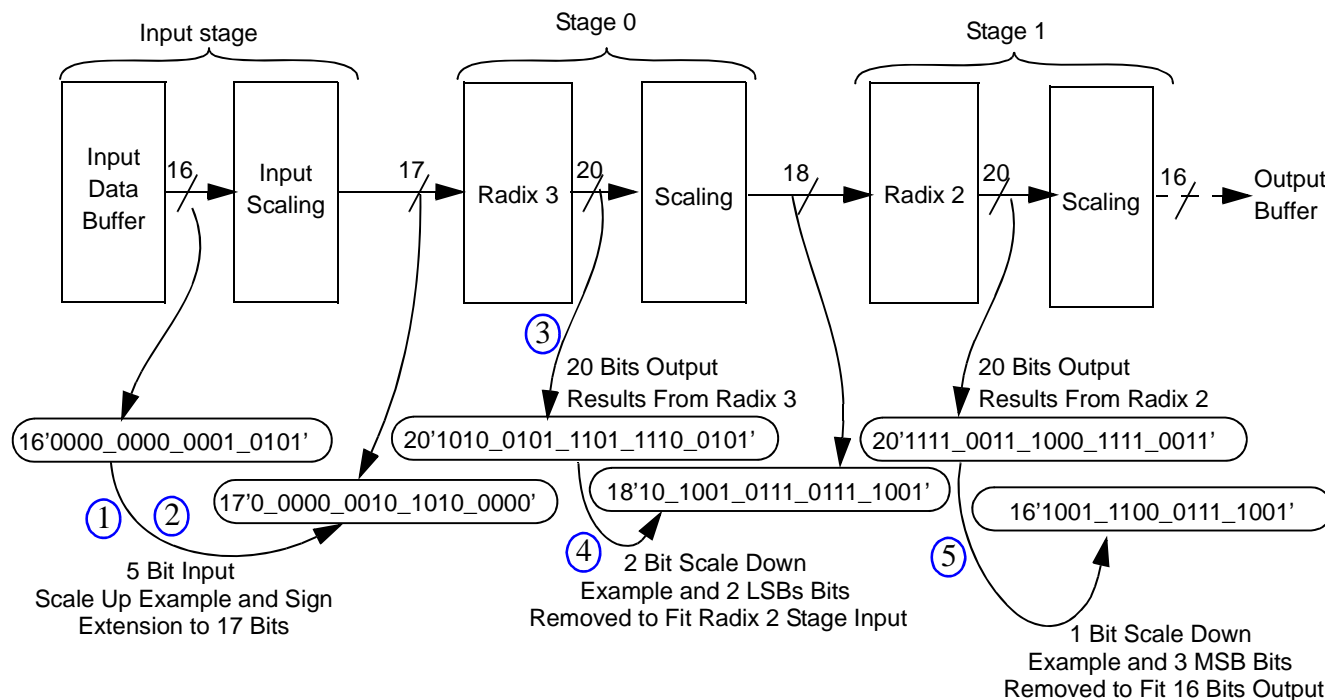 Input stage
Stage 0
Stage 1
Input
Data
Buffer
16
Input
Scaling
17
Radix 3
20
Scaling
18
Radix 2
20
Scaling
16
Output
Buffer
3
20 Bits Output
Results From Radix 3
20 Bits Output
Results From Radix 2
16'0000_0000_0001_0101'
20'1010_0101_1101_1110_0101'
20'1111_0011_1000_1111_0011'
17'0_0000_0010_1010_0000'
18'10_1001_0111_0111_1001'
16'1001_1100_0111_1001'
1
2
4
5
5 Bit Input
Scale Up Example and Sign
Extension to 17 Bits
2 Bit Scale Down
Example and 2 LSBs Bits
Removed to Fit Radix 2 Stage Input
1 Bit Scale Down
Example and 3 MSB Bits
Removed to Fit 16 Bits Output